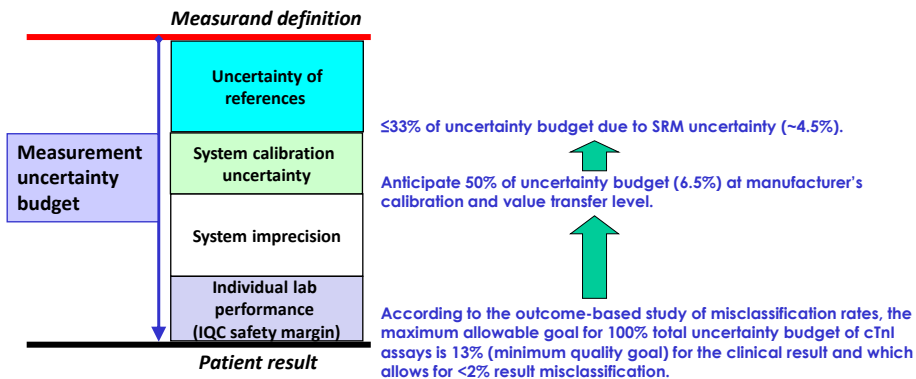 Measurand definition
Uncertainty of
references
≤33% of uncertainty budget due to SRM uncertainty (~4.5%).
Measurement
uncertainty
budget
System calibration
uncertainty
Anticipate 50% of uncertainty budget (6.5%) at manufacturer's
calibration and value transfer level.
System imprecision
Individual lab
performance
(IQC safety margin)
According to the outcome-based study of misclassification rates, the
maximum allowable goal for 100% total uncertainty budget of cTnI
assays is 13% (minimum quality goal) for the clinical result and which
allows for <2% result misclassification.
Patient result